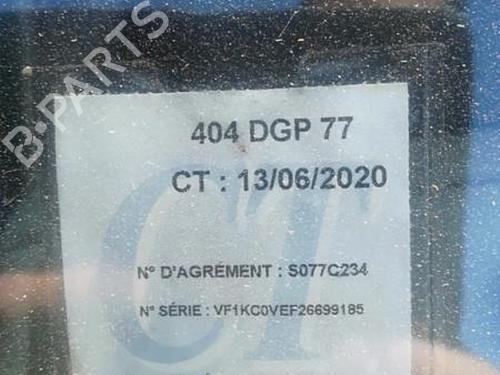 B-PARTS
404 DGP 77
CT : 13/06/2020
CT
N° D'AGRÉMENT : S077C234
N° SÉRIE : VF1KC0VEF26699185